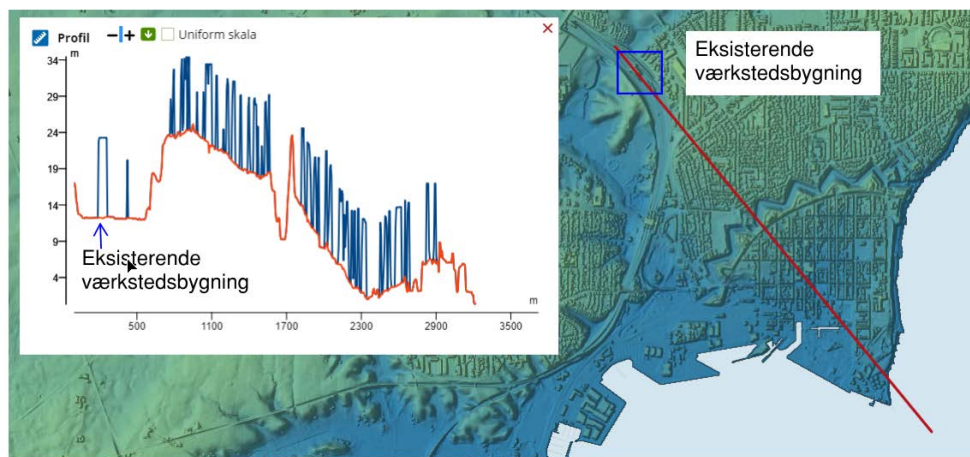 Profil
Uniform skala
m
34
29
24
19
14
9
4
Eksisterende
værkstedsbygning
m
500
1100
1700
2300
2900
3500
Eksisterende
værkstedsbygning